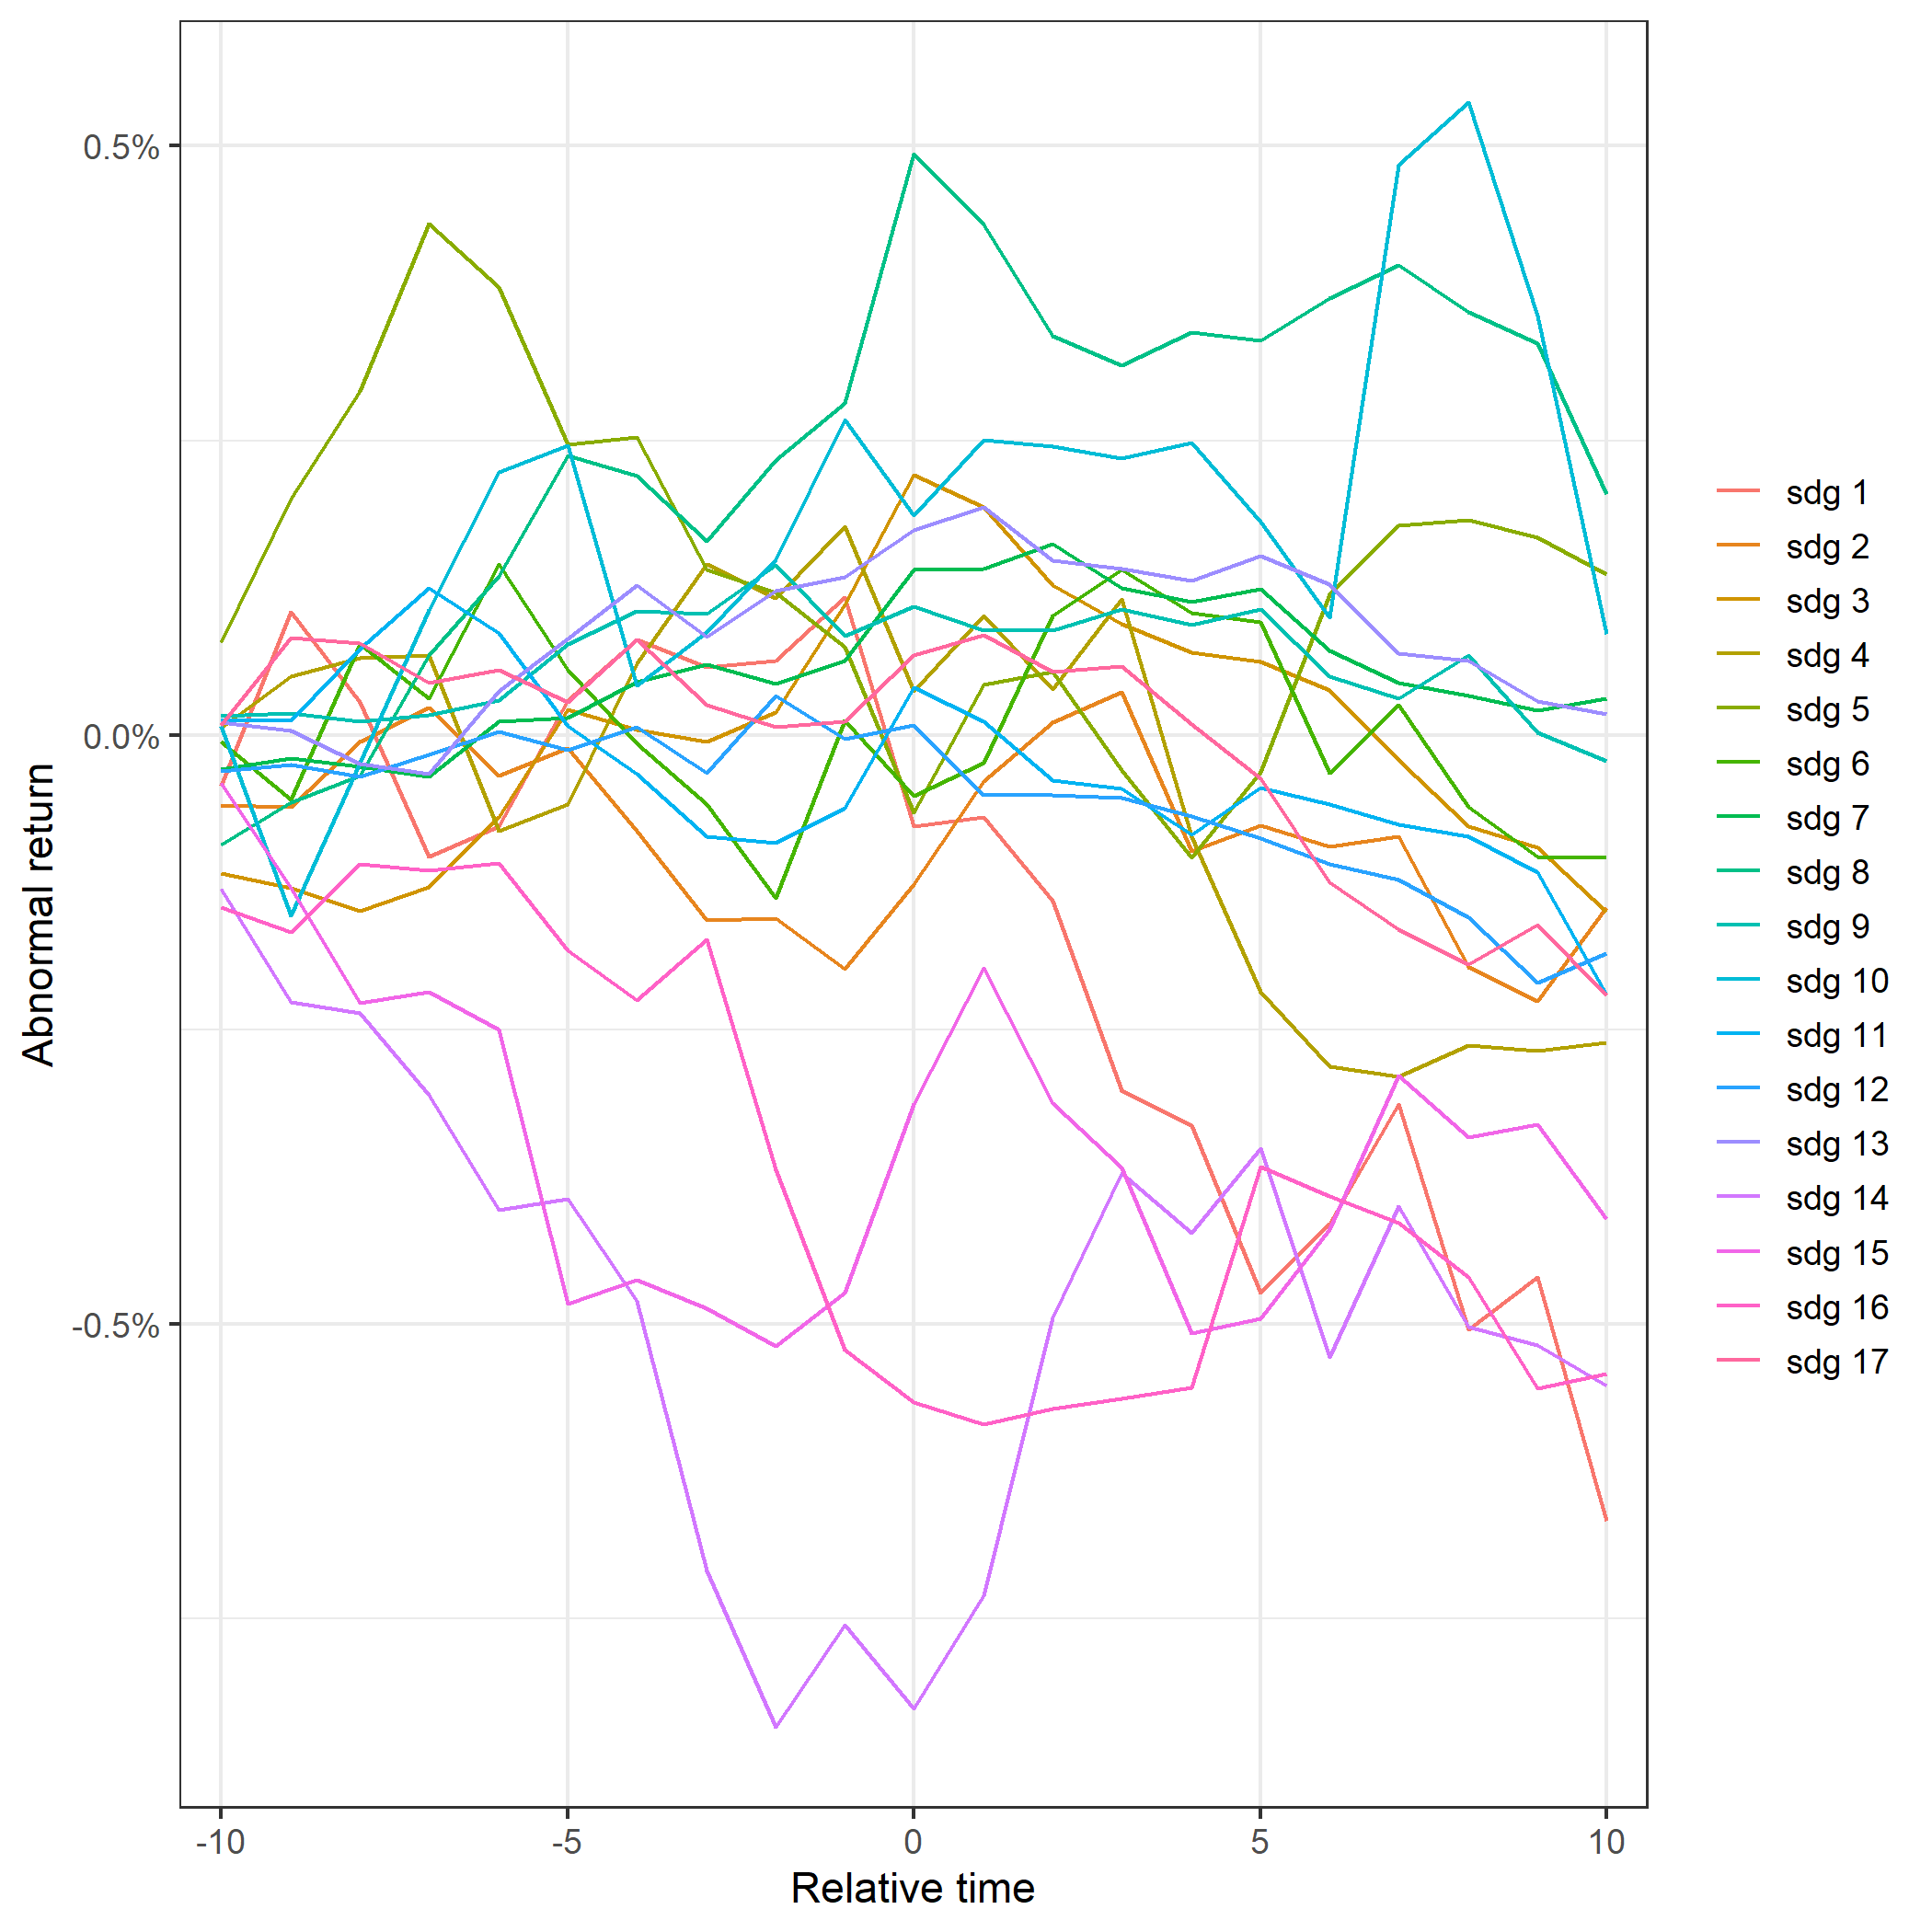 0.5%
0.0%
-0.5%
Abnormal return
-10
-5
0
5
10
Relative time
sdg 1
sdg 2
sdg 3
sdg 4
sdg 5
sdg 6
sdg 7
sdg 8
sdg 9
sdg 10
sdg 11
sdg 12
sdg 13
sdg 14
sdg 15
sdg 16
sdg 17